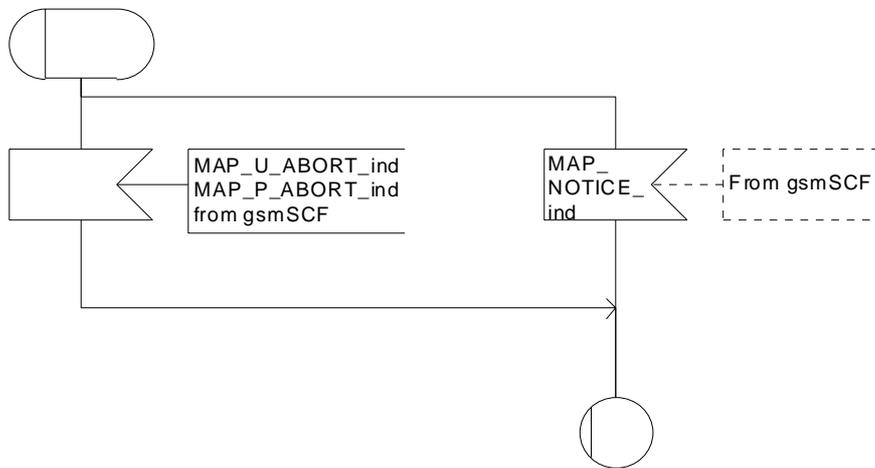 MAP_U_ABORT_ind
MAP_P_ABORT_ind
from gsmSCF
MAP_
NOTICE_
ind
From gsmSCF